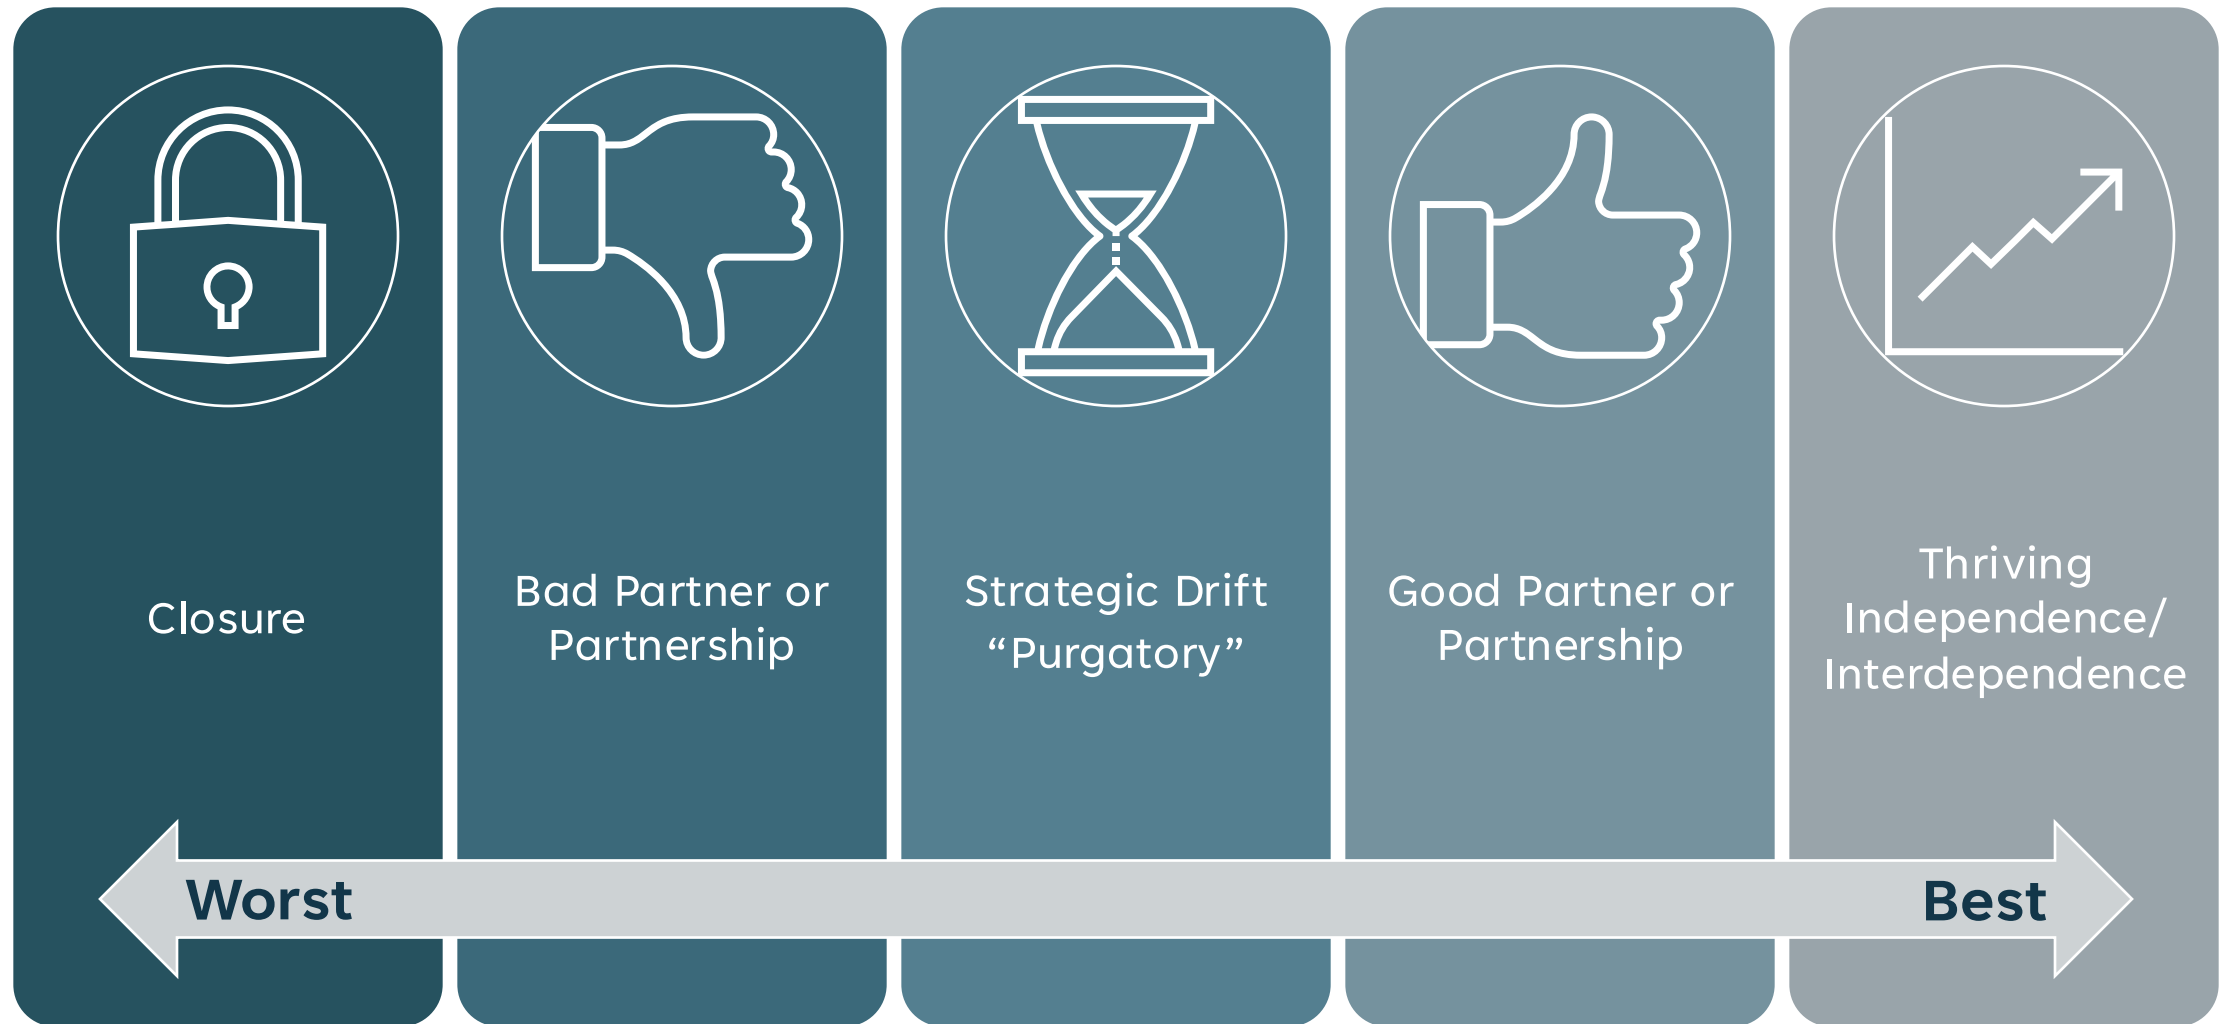 Closure
Bad Partner or
Partnership
Strategic Drift
“Purgatory”
Good Partner or
Partnership
Thriving
Independence/
Interdependence
Worst
Best